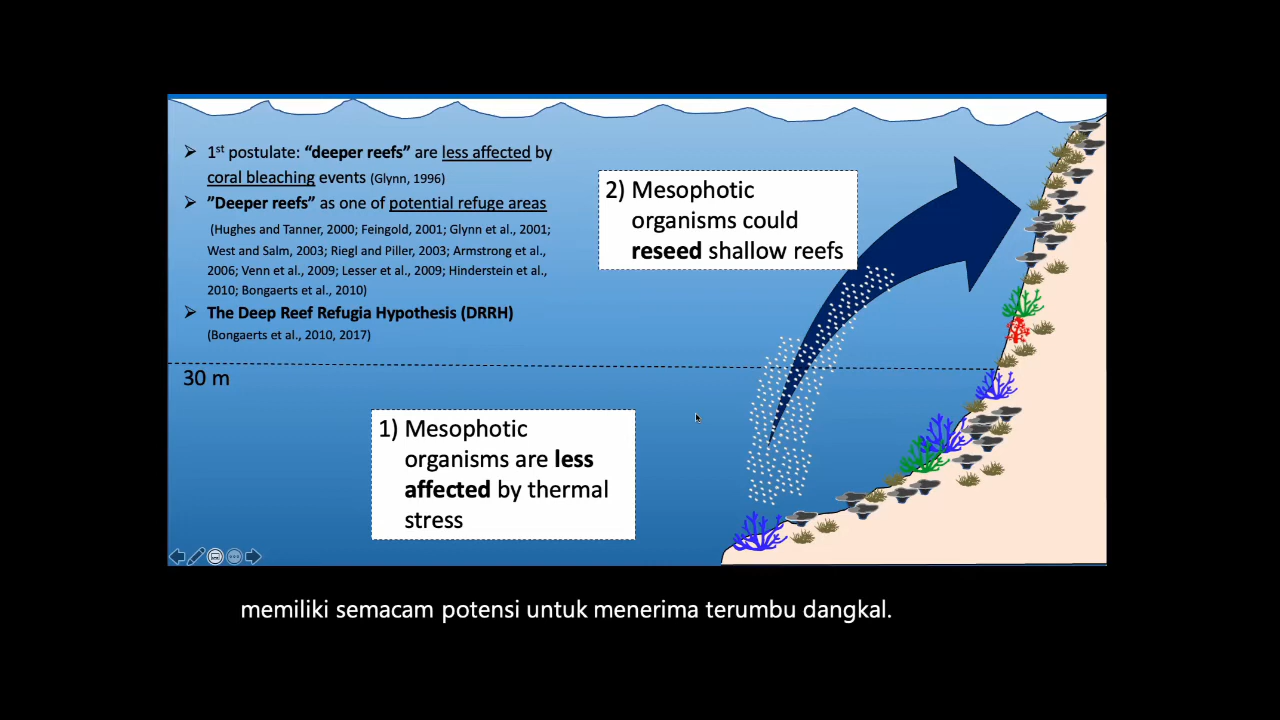 ➢ 1st postulate: “deeper reefs” are less affected by
coral bleaching events (Glynn, 1996)
➢ ”Deeper reefs” as one of potential refuge areas
(Hughes and Tanner, 2000; Feingold, 2001; Glynn et al., 2001;
West and Salm, 2003; Riegl and Piller, 2003; Armstrong et al.,
2006; Venn et al., 2009; Lesser et al., 2009; Hinderstein et al.,
2010; Bongaerts et al., 2010)
➢ The Deep Reef Refugia Hypothesis (DRRH)
(Bongaerts et al., 2010, 2017)
30 m
2) Mesophotic
organisms could
reseed shallow reefs
1) Mesophotic
organisms are less
affected by thermal
stress
memiliki semacam potensi untuk menerima terumbu dangkal.